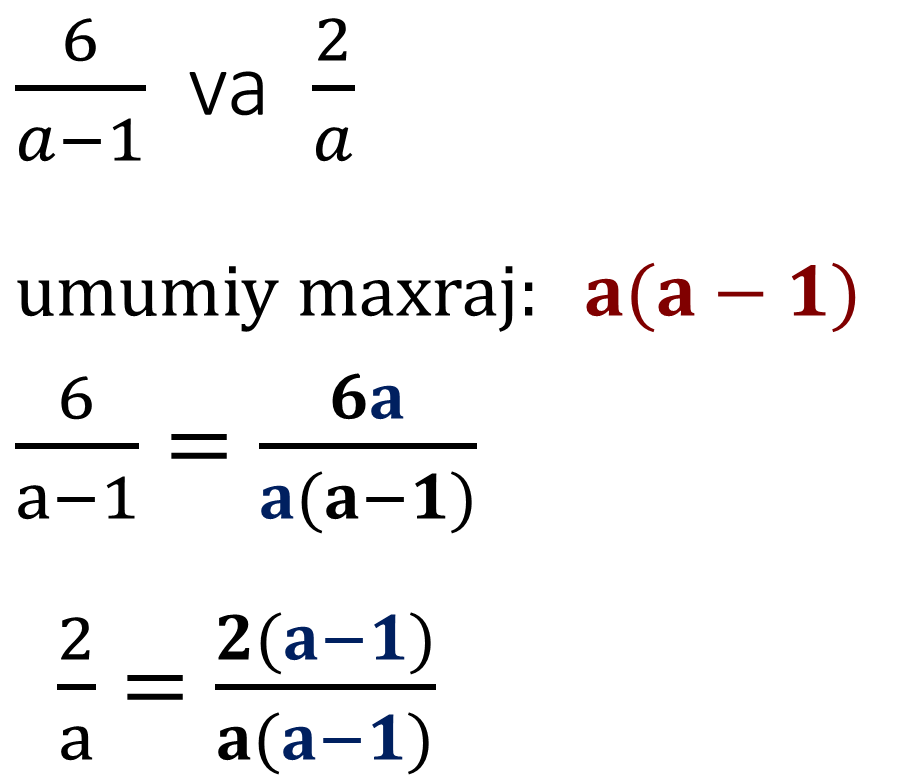 6/(a−1) va 2/a
umumiy maxraj: a(a − 1)
6/(a−1) = 6a/(a(a−1))
2/a = 2(a−1)/(a(a−1))